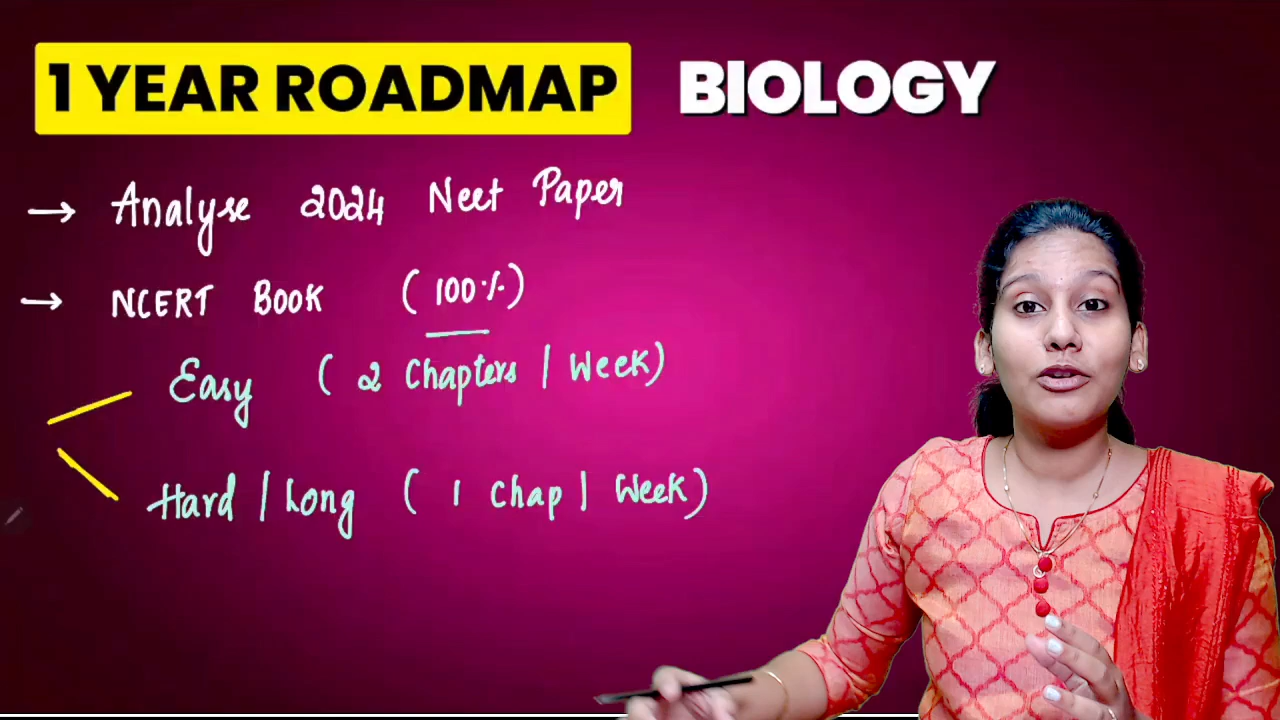 1 YEAR ROADMAP BIOLOGY
→ Analyse 2024 Neet Paper
→ NCERT Book (100%)
Easy (2 Chapters | Week)
Hard | Long (1 Chap | Week)